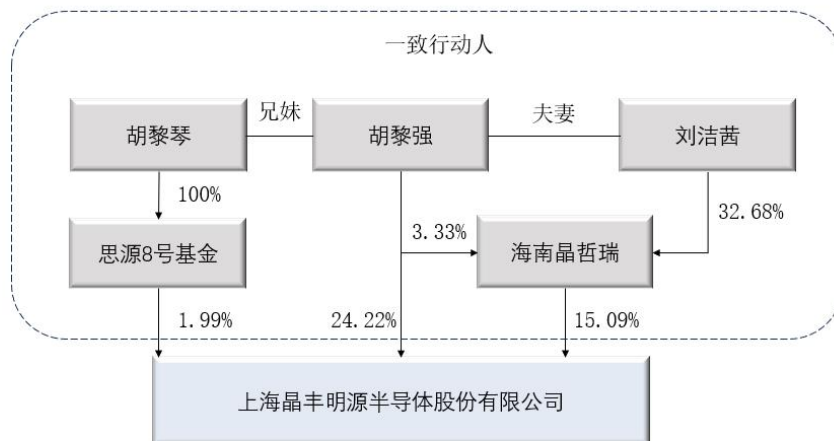 一致行动人
胡黎琴
兄妹
胡黎强
夫妻
刘洁茜
100%
3.33%
32.68%
思源8号基金
海南晶哲瑞
1.99%
24.22%
15.09%
上海晶丰明源半导体股份有限公司